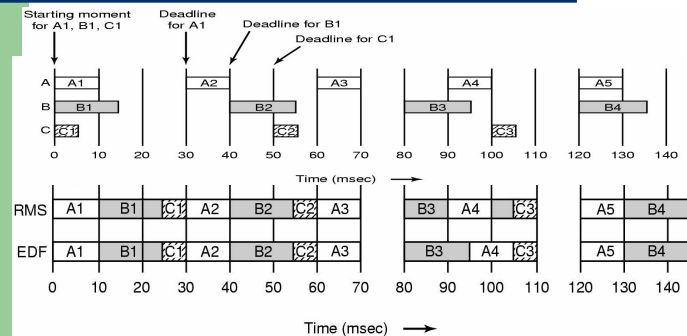 Starting moment
for A1, B1, C1
Deadline
for A1
Deadline for B1
Deadline for C1
A A1 A2 A3 A4 A5
B B1 B2 B3 B4
C C1 C2 C3
0 10 20 30 40 50 60 70 80 90 100 110 120 130 140
Time (msec)
RMS A1 B1 C1 A2 B2 C2 A3 B3 A4 C3 A5 B4
EDF A1 B1 C1 A2 B2 C2 A3 B3 A4 C3 A5 B4
0 10 20 30 40 50 60 70 80 90 100 110 120 130 140
Time (msec)